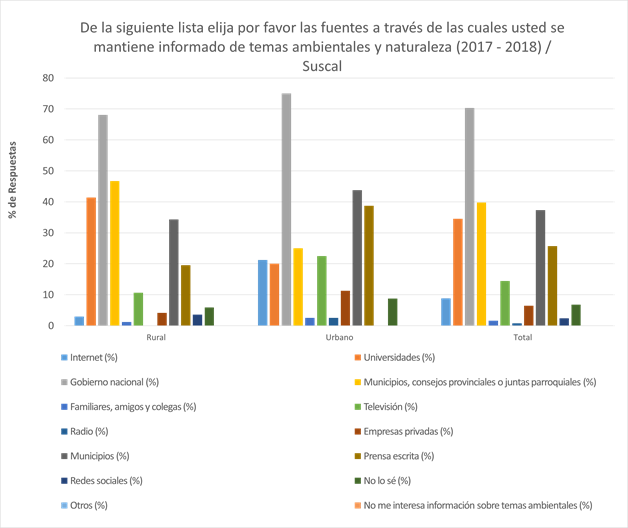 De la siguiente lista elija por favor las fuentes a través de las cuales usted se
mantiene informado de temas ambientales y naturaleza (2017 - 2018) /
Suscal
% de Respuestas
80
70
60
50
40
30
20
10
0
Rural
Urbano
Total
Internet (%)
Universidades (%)
Gobierno nacional (%)
Municipios, consejos provinciales o juntas parroquiales (%)
Familiares, amigos y colegas (%)
Televisión (%)
Radio (%)
Empresas privadas (%)
Municipios (%)
Prensa escrita (%)
Redes sociales (%)
No lo sé (%)
Otros (%)
No me interesa información sobre temas ambientales (%)